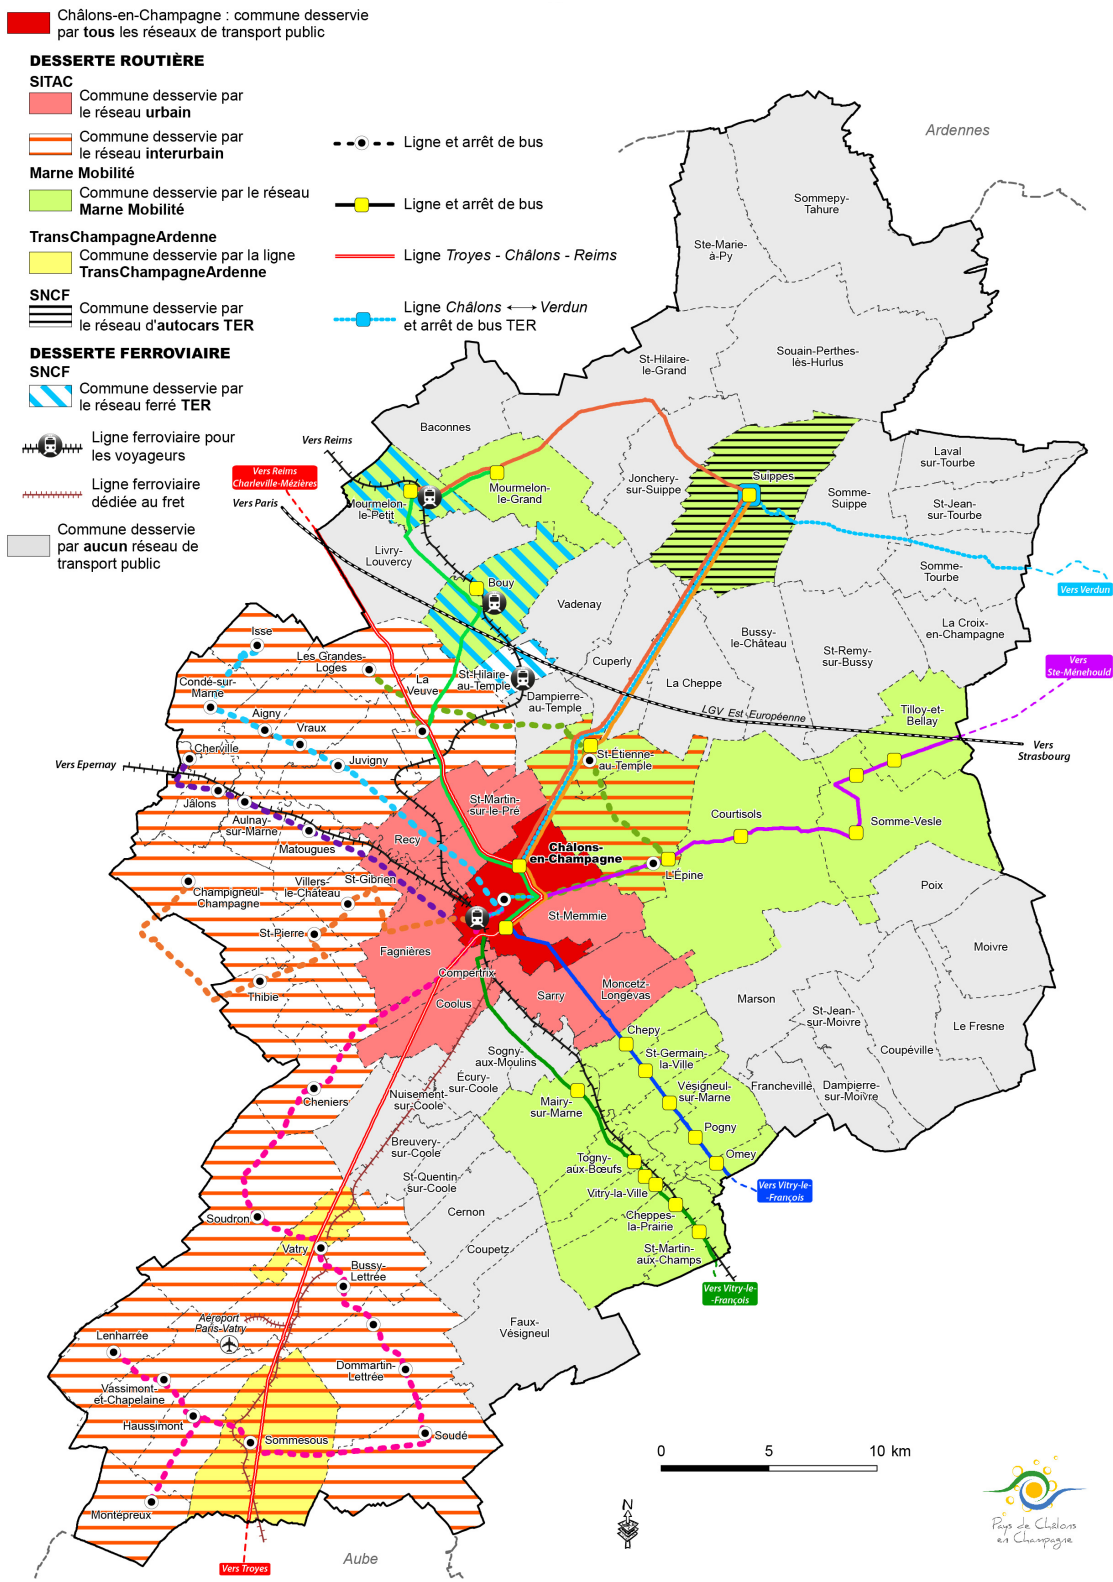 Châlons-en-Champagne : commune desservie
par tous les réseaux de transport public
DESSERTE ROUTIÈRE
SITAC
Commune desservie par
le réseau urbain
Commune desservie par
le réseau interurbain
Ligne et arrêt de bus
Marne Mobilité
Commune desservie par le réseau
Marne Mobilité
Ligne et arrêt de bus
TransChampagneArdenne
Commune desservie par la ligne
TransChampagneArdenne
Ligne Troyes - Châlons - Reims
SNCF
Commune desservie par
le réseau d'autocars TER
Ligne Châlons ⟷ Verdun
et arrêt de bus TER
DESSERTE FERROVIAIRE
SNCF
Commune desservie par
le réseau ferré TER
Ligne ferroviaire pour
les voyageurs
Ligne ferroviaire
dédiée au fret
Commune desservie
par aucun réseau de
transport public
Ardennes
Sommepy-
Tahure
Ste-Marie-
à-Py
Souain-Perthes-
lès-Hurlus
St-Hilaire-
le-Grand
Baconnes
Vers Reims
Vers Reims
Charleville-Mézières
Vers Paris
Mourmelon-
le-Petit
Mourmelon-
le-Grand
Jonchery-
sur-Suippe
Suippes
Somme-
Suippe
Laval
sur-Tourbe
St-Jean-
sur-Tourbe
Somme-
Tourbe
Vers Verdun
La Croix-
en-Champagne
Livry-
Louvercy
Bouy
Vadenay
Bussy-
le-Château
St-Remy-
sur-Bussy
Cuperly
La Cheppe
Vers
Ste-Ménehould
Tilloy-et-
Bellay
LGV Est Européenne
Vers
Strasbourg
Isse
Les Grandes-
Loges
Condé-sur-
Marne
La
Veuve
St-Hilaire-
au-Temple
Dampierre-
au-Temple
Aigny
Vraux
Cherville
Juvigny
Vers Epernay
St-Étienne-
au-Temple
Jâlons
Aulnay-
sur-Marne
Matougues
St-Martin-
sur-le-Pré
Recy
Courtisols
Somme-Vesle
Châlons-
en-Champagne
L'Épine
St-Gibrien
Villers-
le-Château
Champigneul-
Champagne
Poix
St-Pierre
St-Memmie
Fagnières
Moivre
Compertrix
Thibie
Coolus
Sarry
Moncetz-
Longevas
Marson
St-Jean-
sur-Moivre
Le Fresne
Chepy
Coupéville
Sogny-
aux-Moulins
St-Germain-
la-Ville
Écury-
sur-Coole
Vésigneul-
sur-Marne
Francheville
Dampierre-
sur-Moivre
Cheniers
Nuisement-
sur-Coole
Mairy-
sur-Marne
Pogny
Breuvery-
sur-Coole
Omey
Togny-
aux-Bœufs
St-Quentin-
sur-Coole
Vitry-la-Ville
Vers Vitry-le-
-François
Soudron
Cernon
Cheppes-
la-Prairie
Vatry
Coupetz
St-Martin-
aux-Champs
Bussy-
Lettrée
Vers Vitry-le-
-François
Aéroport
Paris-Vatry
Faux-
Vésigneul
Lenharrée
Dommartin-
Lettrée
Vassimont-
et-Chapelaine
Haussimont
Sommesous
Soudé
Montépreux
0 5 10 km
N
Pays de Châlons
en Champagne
Aube
Vers Troyes